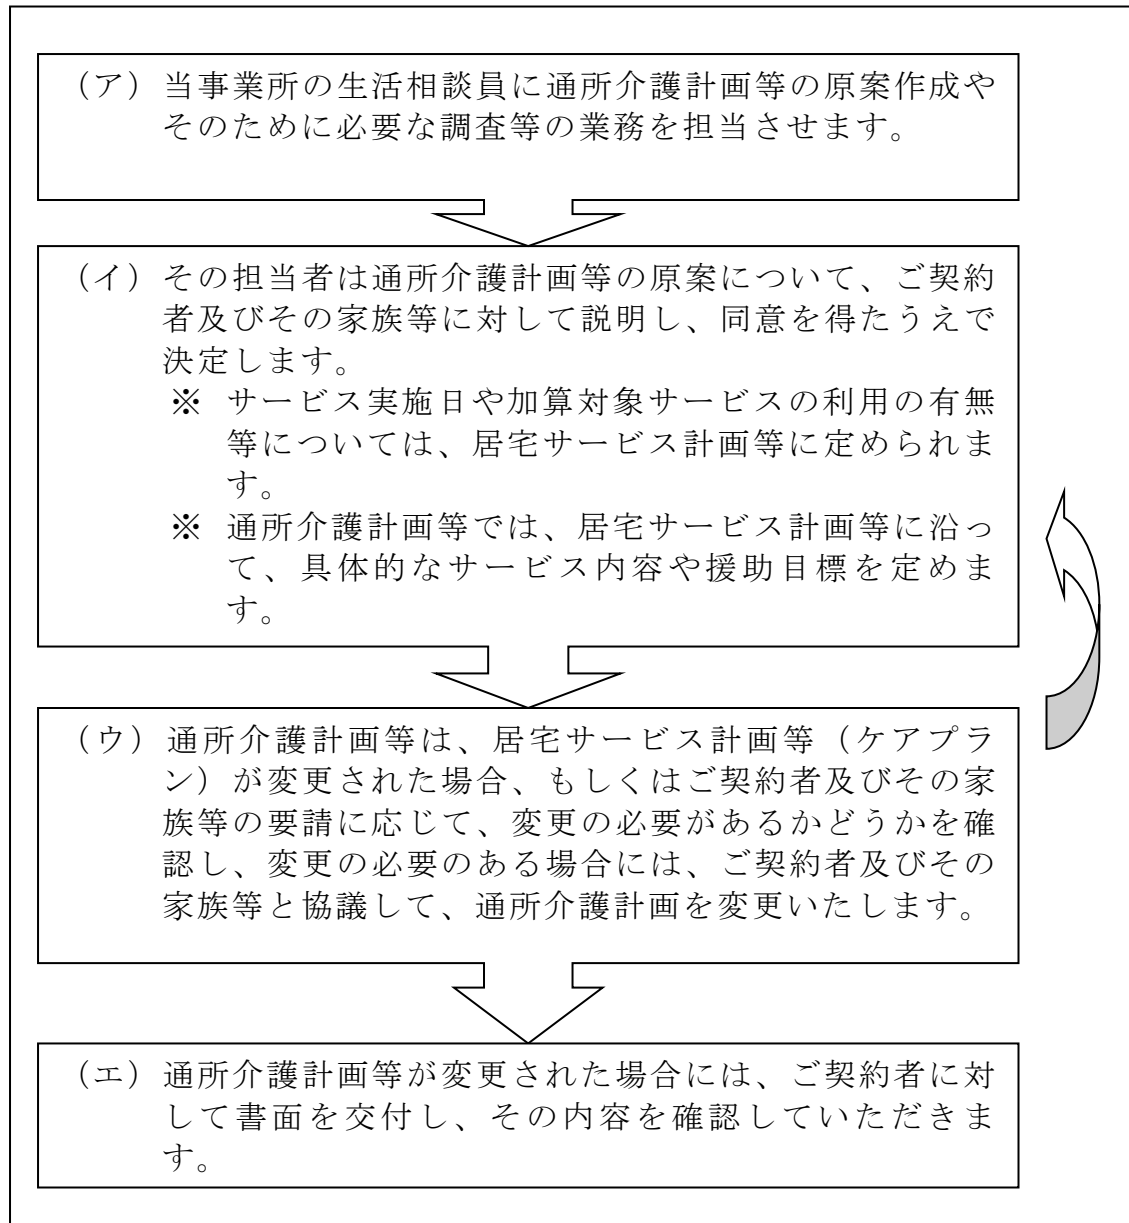 （ア）当事業所の生活相談員に通所介護計画等の原案作成や
そのために必要な調査等の業務を担当させます。
（イ）その担当者は通所介護計画等の原案について、ご契約
者及びその家族等に対して説明し、同意を得たうえで
決定します。
※ サービス実施日や加算対象サービスの利用の有無
等については、居宅サービス計画等に定められま
す。
※ 通所介護計画等では、居宅サービス計画等に沿っ
て、具体的なサービス内容や援助目標を定めま
す。
（ウ）通所介護計画等は、居宅サービス計画等（ケアプラ
ン）が変更された場合、もしくはご契約者及びその家
族等の要請に応じて、変更の必要があるかどうかを確
認し、変更の必要のある場合には、ご契約者及びその
家族等と協議して、通所介護計画を変更いたします。
（エ）通所介護計画等が変更された場合には、ご契約者に対
して書面を交付し、その内容を確認していただきま
す。